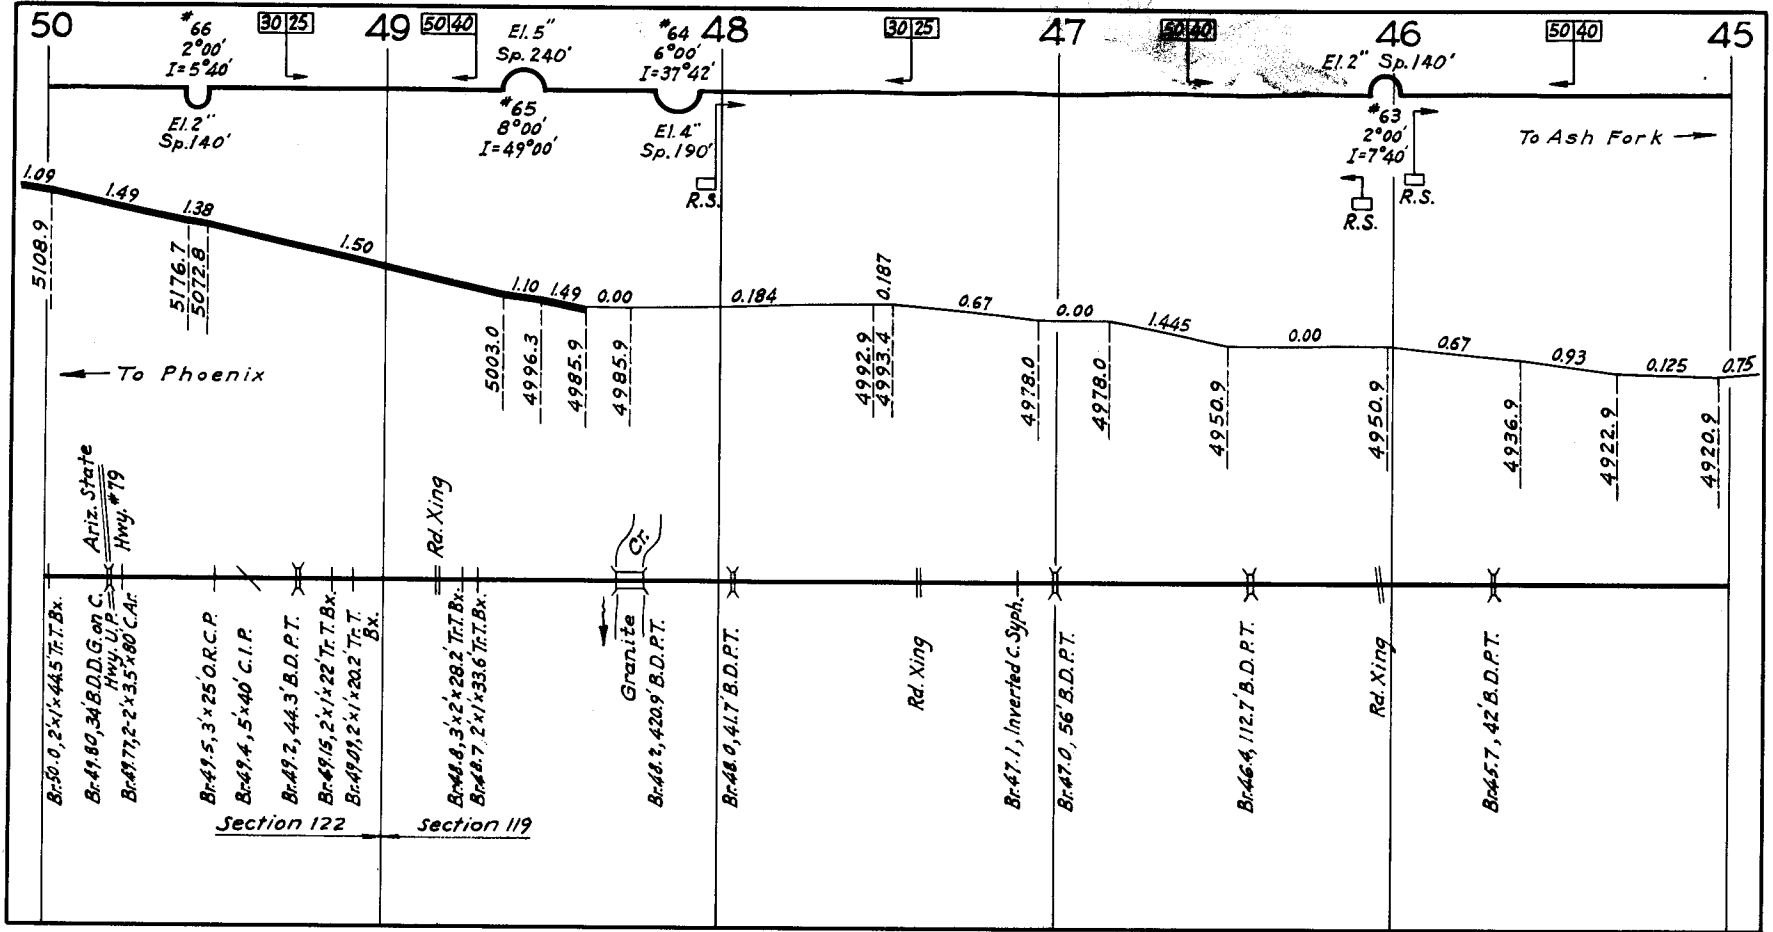 50
#66
2°00'
I=5°40'
30 25
49
50 40
El. 5"
Sp. 240'
#64
6°00'
I=37°42'
48
30 25
47
50 40
46
El. 2" Sp. 140'
50 40
45
El. 2"
Sp. 140'
#65
8°00'
I=49°00'
El. 4"
Sp. 190'
#63
2°00'
I=7°40'
To Ash Fork
R.S.
R.S.
R.S.
1.09
1.49
1.38
1.50
1.10
1.49
0.00
0.184
0.187
0.67
0.00
1.445
0.00
0.67
0.93
0.125
0.75
5108.9
5176.7
5072.8
5003.0
4996.3
4985.9
4985.9
4992.9
4993.4
4978.0
4978.0
4950.9
4950.9
4936.9
4922.9
4920.9
To Phoenix
Ariz. State
Hwy. #79
Rd. Xing
Cr.
Granite
Br. 50.0, 2'x1'x44.5' Tr. T. Bx.
Br. 49.80, 34' B.D.D.G. on C.
Hwy. U.P.
Br. 49.77, 2-2'x3.5'x80' C. Ar.
Br. 49.5, 3'x25' O.R.C.P.
Br. 49.4, 5'x40' C.I.P.
Br. 49.2, 44.3' B.D.P.T.
Br. 49.15, 2'x1'x22' Tr. T. Bx.
Br. 49.09, 2'x1'x20.2' Tr. T.
Bx.
Br. 48.8, 3'x2'x28.2' Tr. T. Bx.
Br. 48.7, 2'x1'x33.6' Tr. T. Bx.
Br. 48.2, 420.9' B.D.P.T.
Br. 48.0, 41.7' B.D.P.T.
Rd. Xing
Br. 47.1, Inverted C. Syph.
Br. 47.0, 56' B.D.P.T.
Br. 46.4, 112.7' B.D.P.T.
Rd. Xing
Br. 45.7, 42' B.D.P.T.
Section 122
Section 119